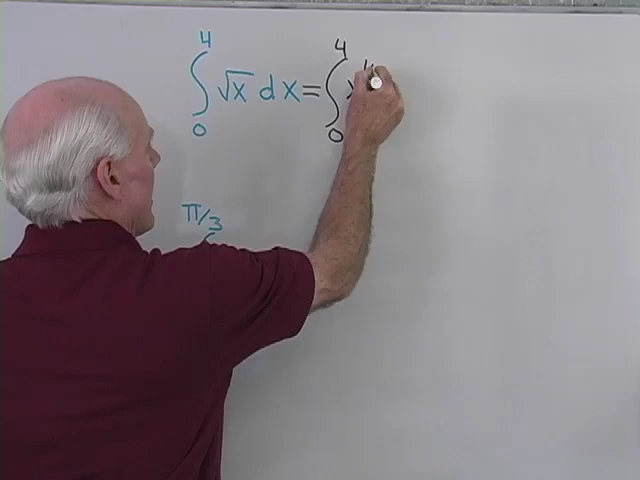 ∫₀⁴ √x dx = ∫₀⁴ x
π/3